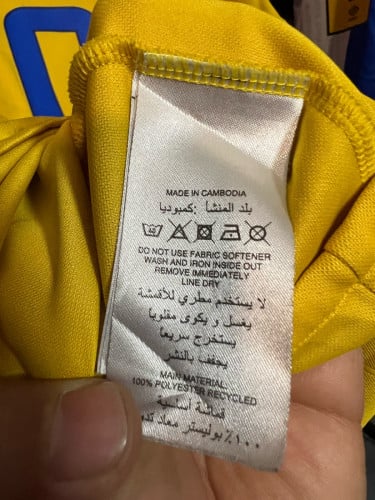 MADE IN CAMBODIA
بلد المنشأ :كمبوديا
DO NOT USE FABRIC SOFTENER
WASH AND IRON INSIDE OUT
REMOVE IMMEDIATELY
LINE DRY
لا يستخدم مطري للأقمشة
يغسل و يكوى مقلوباً
يستخرج سريعاً
يجفف بالنشر
MAIN MATERIAL:
100% POLYESTER RECYCLED
قماشة أساسية
١٠٠٪ بوليستر معاد تد